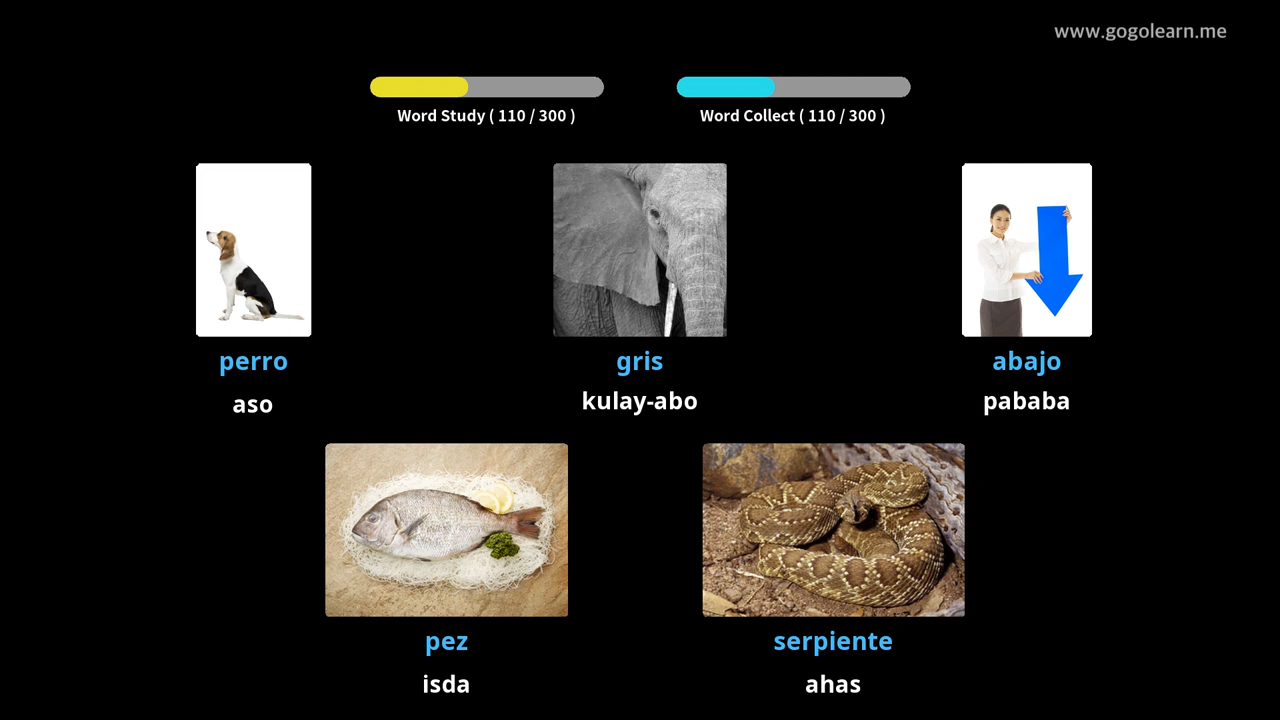 www.gogolearn.me
Word Study ( 110 / 300 )
Word Collect ( 110 / 300 )
perro
aso
gris
kulay-abo
abajo
pababa
pez
isda
serpiente
ahas